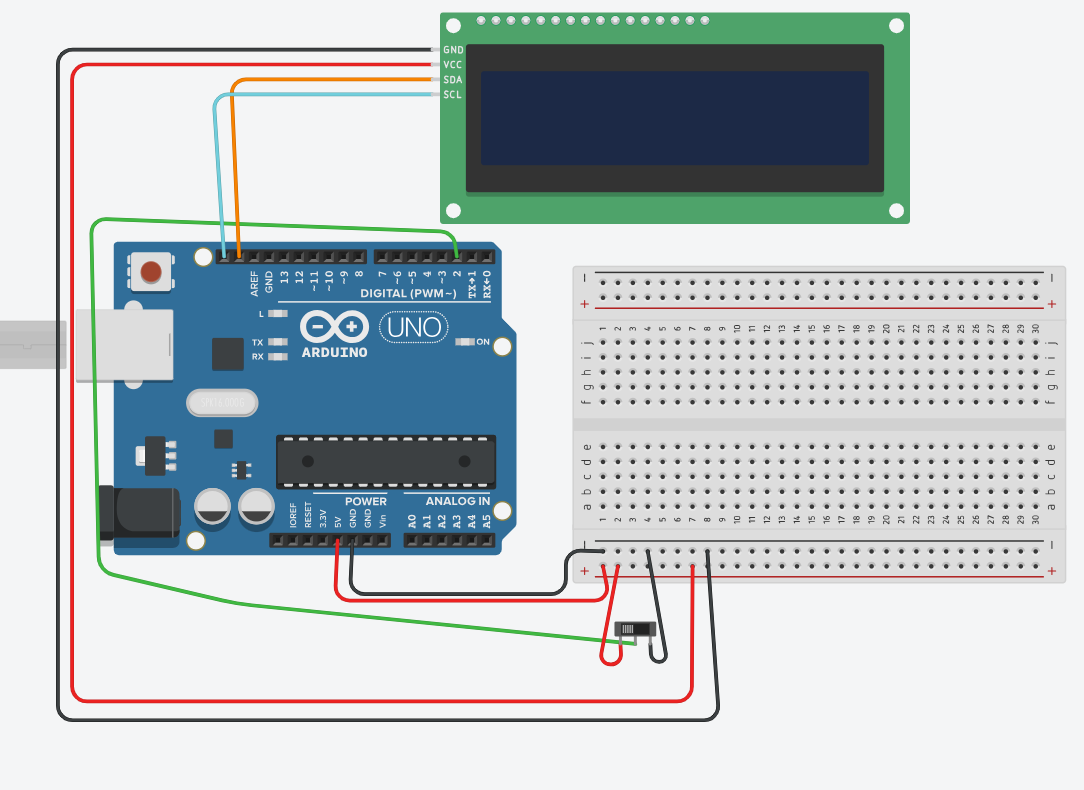 GND
VCC
SDA
SCL
AREF
GND
13
12
~11
~10
~9
8
7
~6
~5
4
~3
2
TX→1
RX←0
DIGITAL (PWM~)
L
TX
RX
ON
UNO
ARDUINO
POWER
ANALOG IN
IOREF
RESET
3.3V
5V
GND
GND
Vin
A0
A1
A2
A3
A4
A5
− −
+ +
1 2 3 4 5 6 7 8 9 10 11 12 13 14 15 16 17 18 19 20 21 22 23 24 25 26 27 28 29 30
j j
i i
h h
g g
f f
e e
d d
c c
b b
a a
1 2 3 4 5 6 7 8 9 10 11 12 13 14 15 16 17 18 19 20 21 22 23 24 25 26 27 28 29 30
− −
+ +